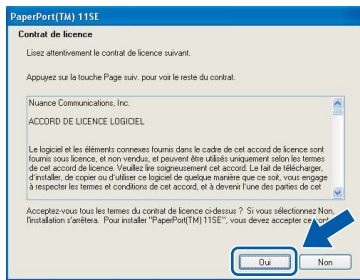 PaperPort(TM) 11SE
Contrat de licence
Lisez attentivement le contrat de licence suivant.
Appuyez sur la touche Page suiv. pour voir le reste du contrat.
Nuance Communications, Inc.
ACCORD DE LICENCE LOGICIEL
Le logiciel et les éléments connexes fournis dans le cadre de cet accord de licence sont
fournis sous licence, et non vendus, et peuvent être utilisés uniquement selon les termes
de cet accord de licence. Veuillez lire soigneusement cet accord. Le fait de télécharger,
d'installer, de copier ou d'utiliser ce logiciel de quelque manière que ce soit, vous engage
à respecter les termes et conditions de cet accord, et à devenir l'une des parties de cet
Acceptez-vous tous les termes du contrat de licence ci-dessus ? Si vous sélectionnez Non,
l'installation s'arrêtera. Pour installer "PaperPort(TM) 11SE", vous devez accepter ce
Oui
Non